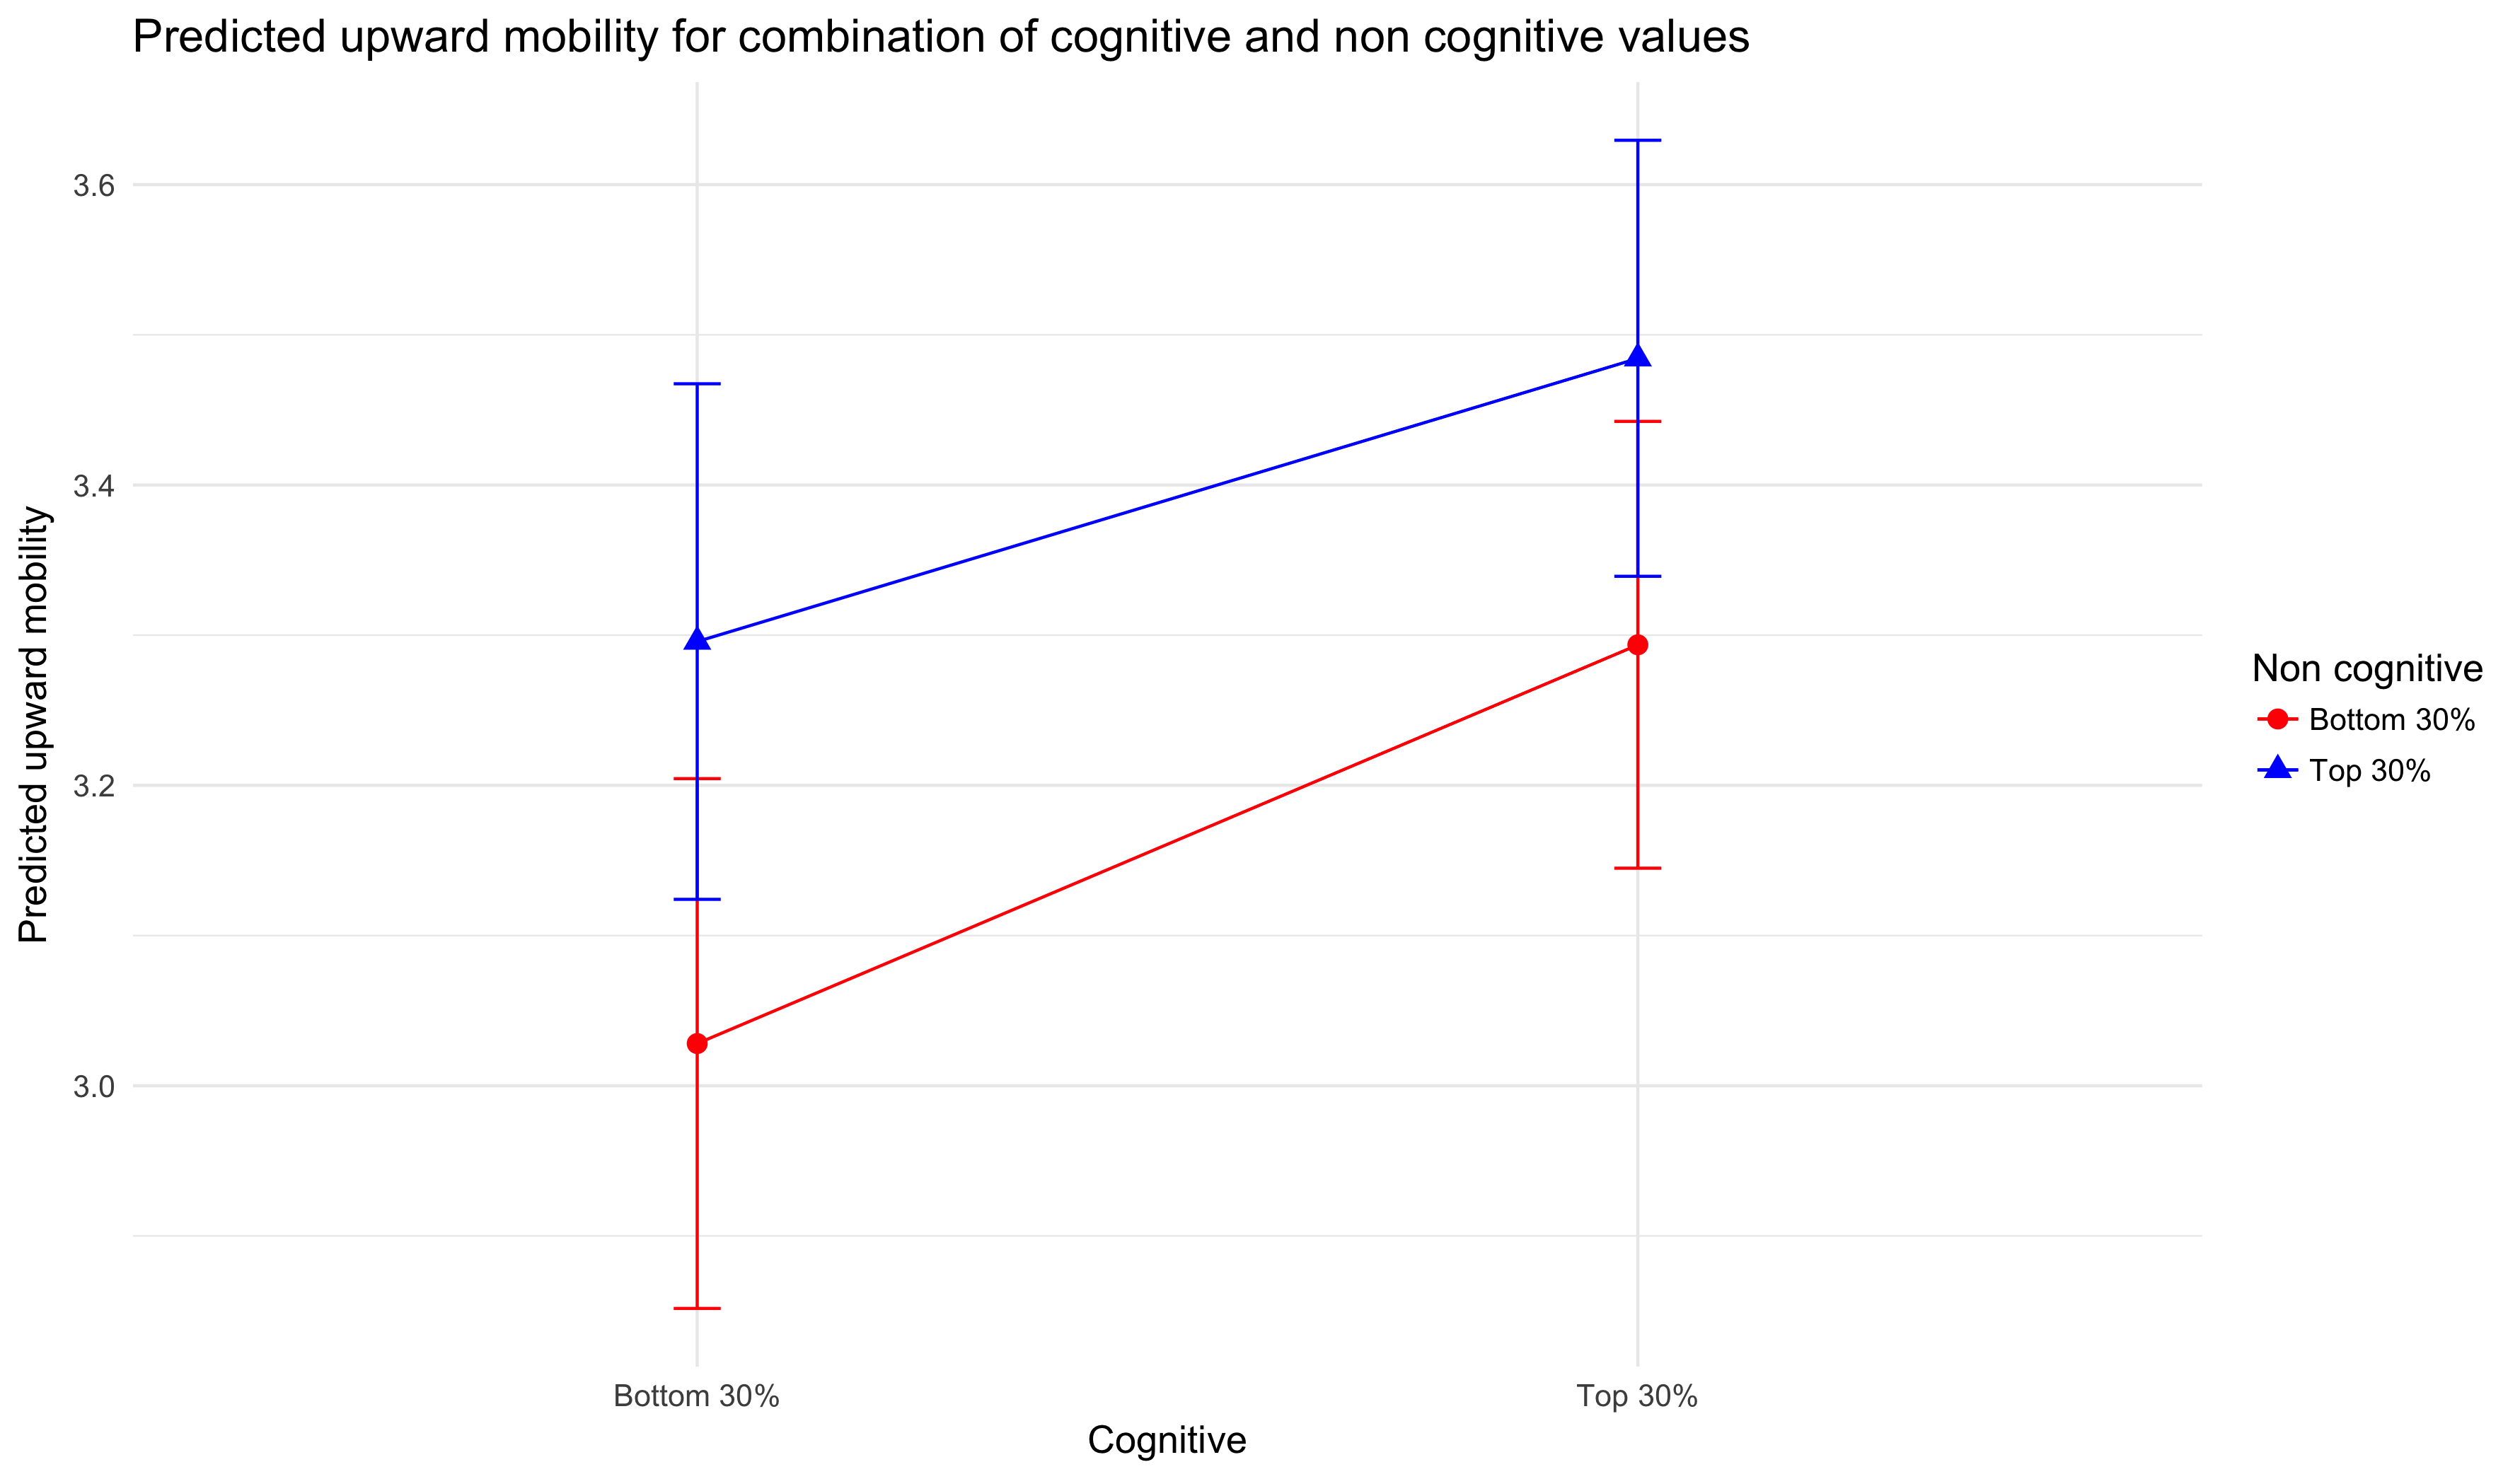 Predicted upward mobility for combination of cognitive and non cognitive values
Predicted upward mobility
3.6
3.4
3.2
3.0
Bottom 30%
Top 30%
Cognitive
Non cognitive
Bottom 30%
Top 30%